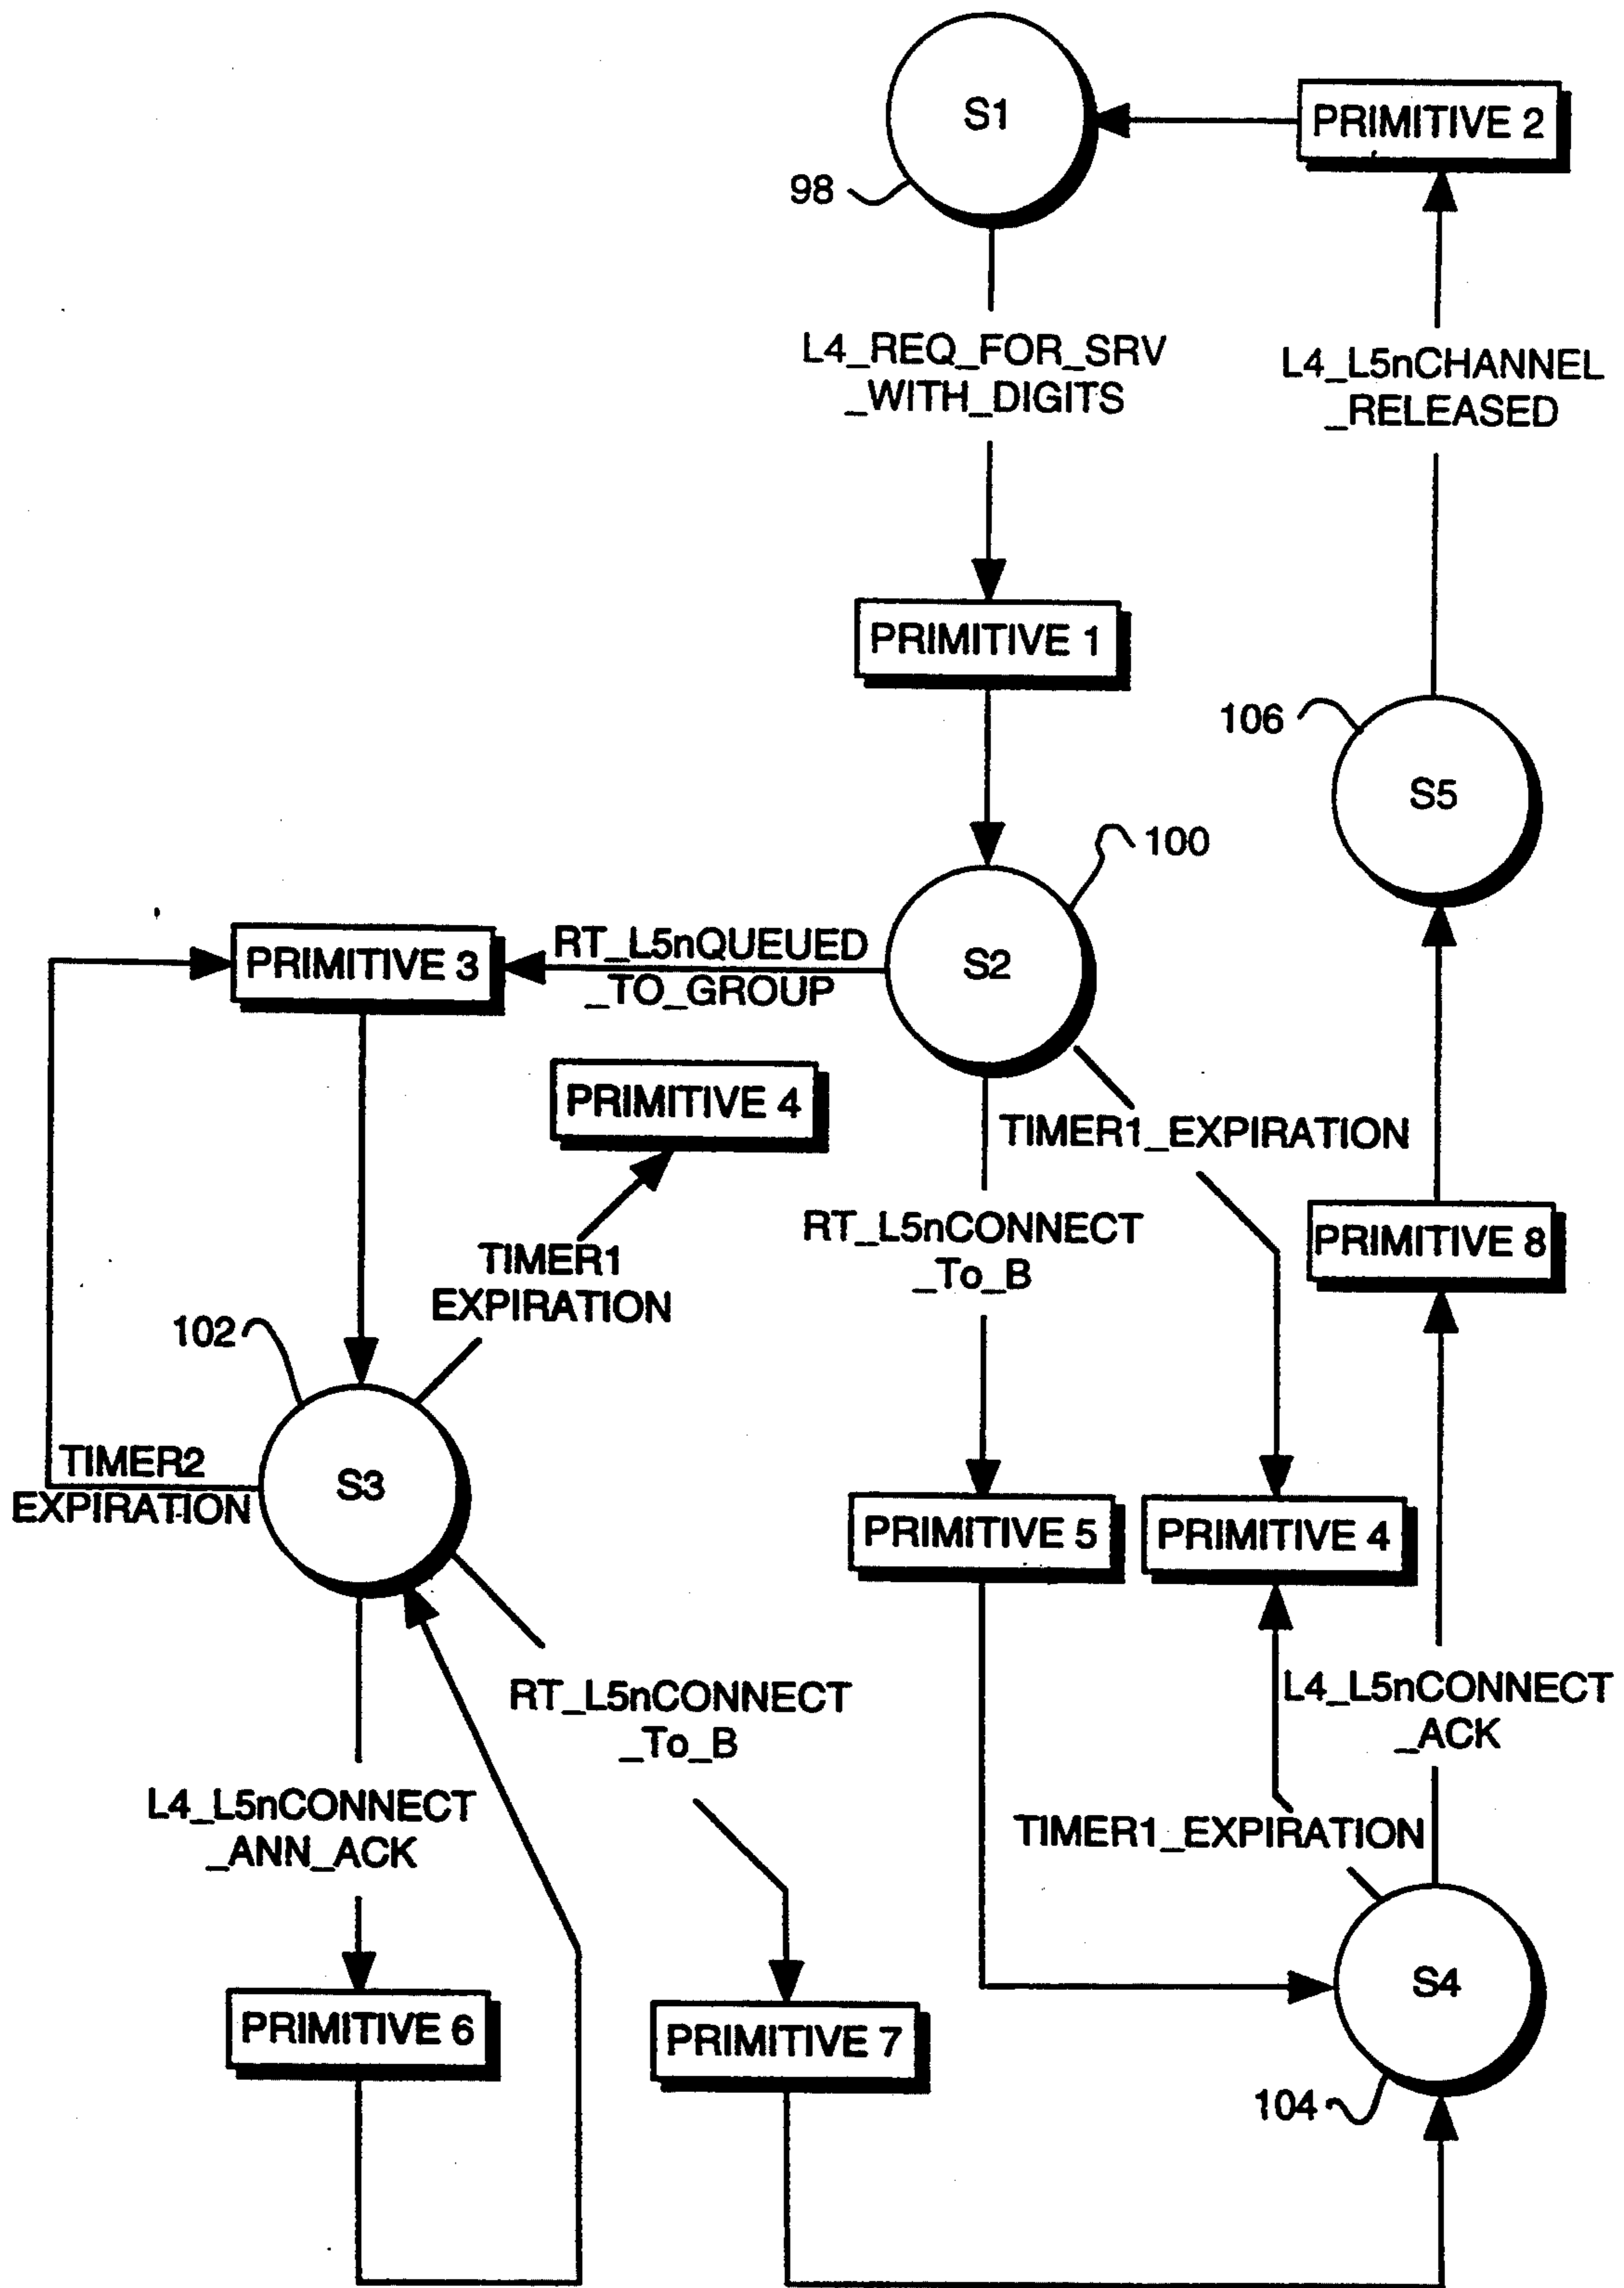 S1
PRIMITIVE 2
98
L4_REQ_FOR_SRV
_WITH_DIGITS
L4_L5nCHANNEL
_RELEASED
PRIMITIVE 1
106
S5
100
PRIMITIVE 3
RT_L5nQUEUED
_TO_GROUP
S2
PRIMITIVE 4
TIMER1_EXPIRATION
RT_L5nCONNECT
_To_B
PRIMITIVE 8
TIMER1
EXPIRATION
102
TIMER2
EXPIRATION
S3
PRIMITIVE 5
PRIMITIVE 4
RT_L5nCONNECT
_To_B
L4_L5nCONNECT
_ACK
L4_L5nCONNECT
_ANN_ACK
TIMER1_EXPIRATION
S4
PRIMITIVE 6
PRIMITIVE 7
104